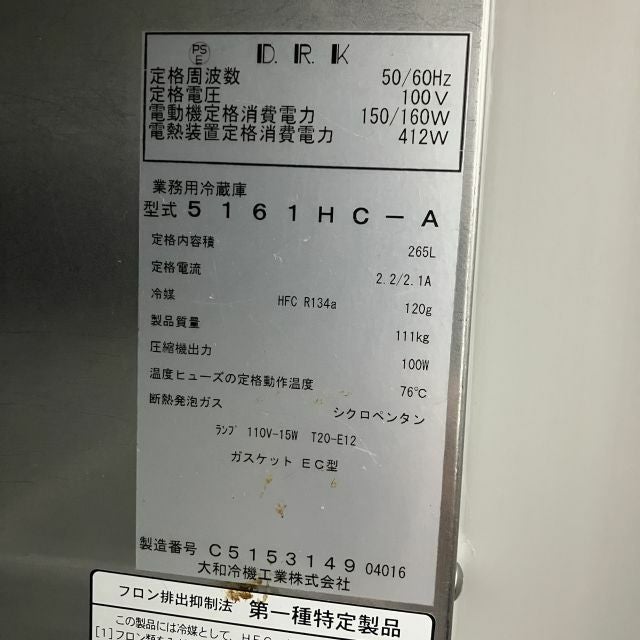 PS
E
D.R.K
定格周波数 50/60Hz
定格電圧 100V
電動機定格消費電力 150/160W
電熱装置定格消費電力 412W
業務用冷蔵庫
型式 5161HC-A
定格内容積 265L
定格電流 2.2/2.1A
冷媒 HFC R134a 120g
製品質量 111kg
圧縮機出力 100W
温度ヒューズの定格動作温度 76℃
断熱発泡ガス シクロペンタン
ランプ 110V-15W T20-E12
ガスケット EC型
製造番号 C5153149 04016
大和冷機工業株式会社
フロン排出抑制法 第一種特定製品
この製品には冷媒として、HFC
[1]フロン類を